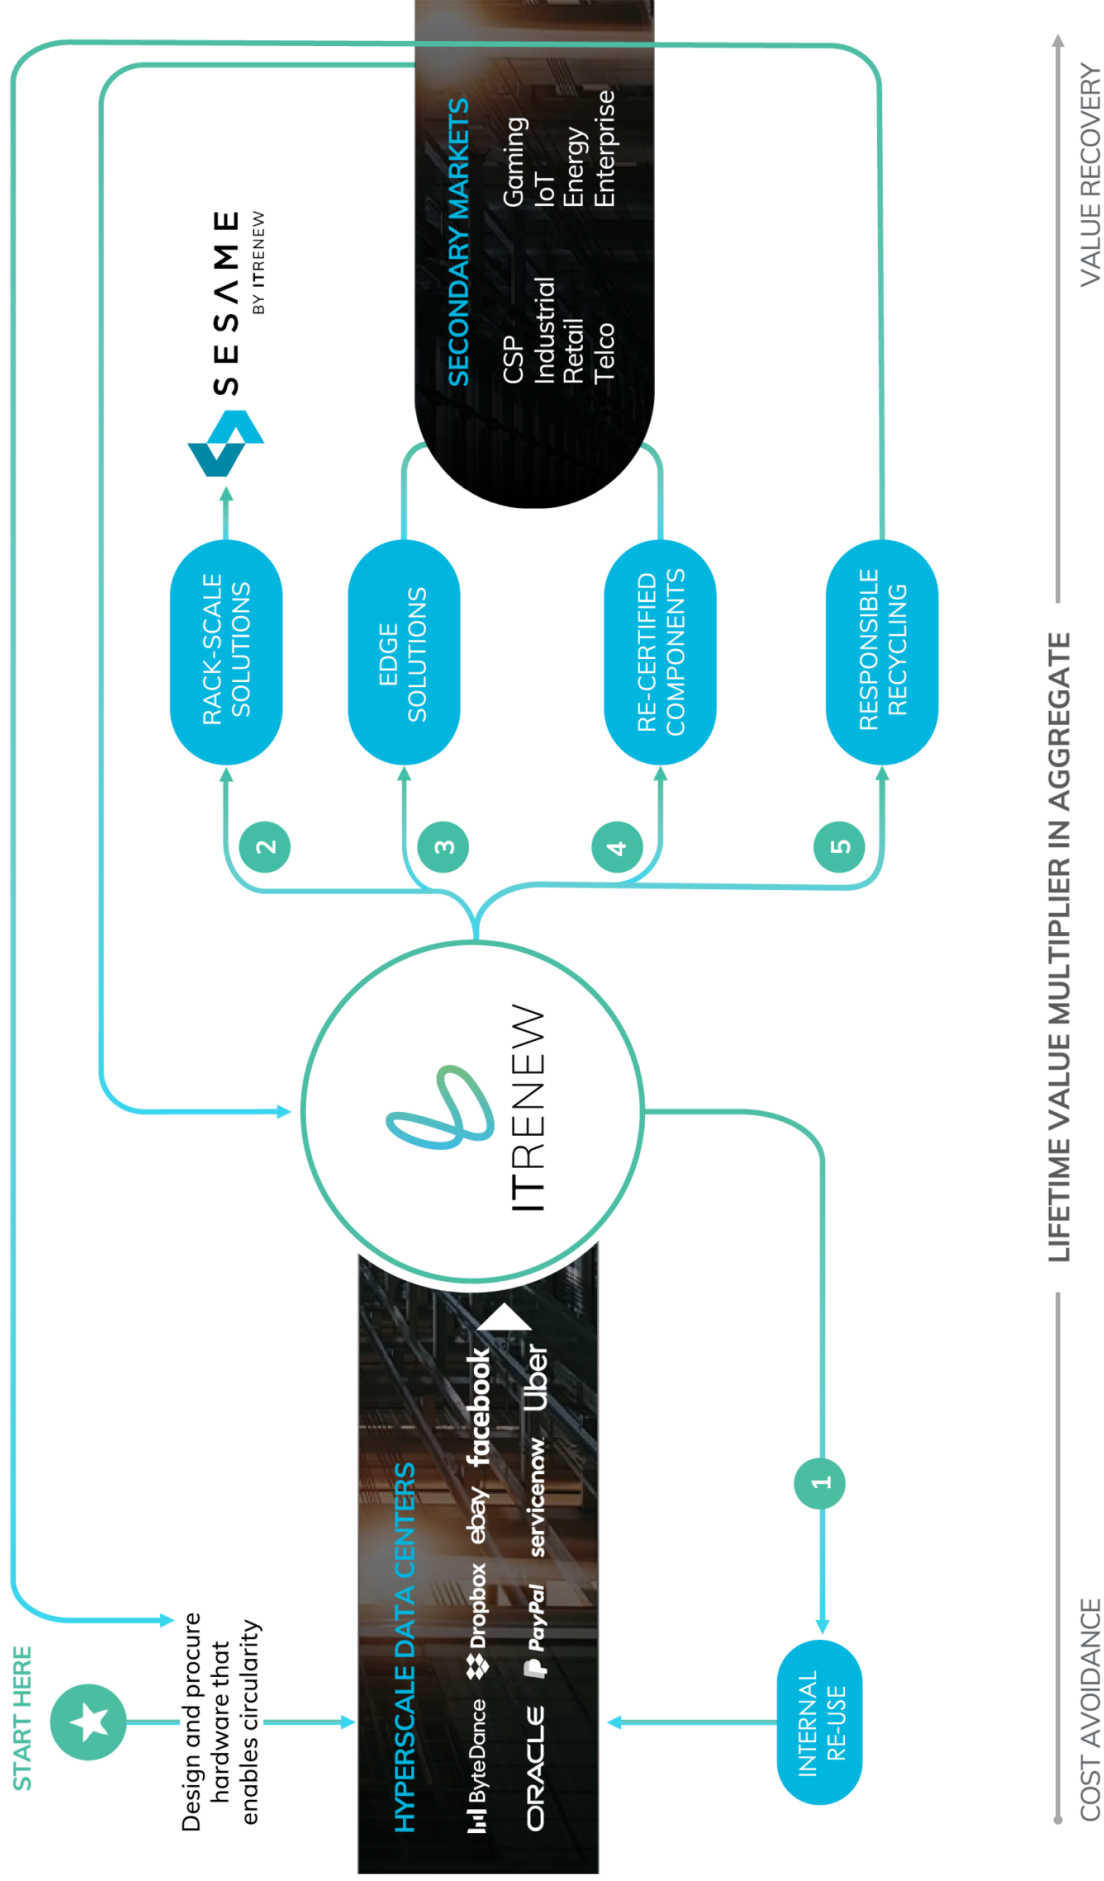 START HERE
Design and procure
hardware that
enables circularity
HYPERSCALE DATA CENTERS
ByteDance Dropbox ebay facebook
ORACLE PayPal servicenow Uber
ITRENEW
1
INTERNAL
RE-USE
2
RACK-SCALE
SOLUTIONS
SESAME
BY ITRENEW
3
EDGE
SOLUTIONS
4
RE-CERTIFIED
COMPONENTS
5
RESPONSIBLE
RECYCLING
SECONDARY MARKETS
CSP Gaming
Industrial IoT
Retail Energy
Telco Enterprise
LIFETIME VALUE MULTIPLIER IN AGGREGATE
COST AVOIDANCE
VALUE RECOVERY